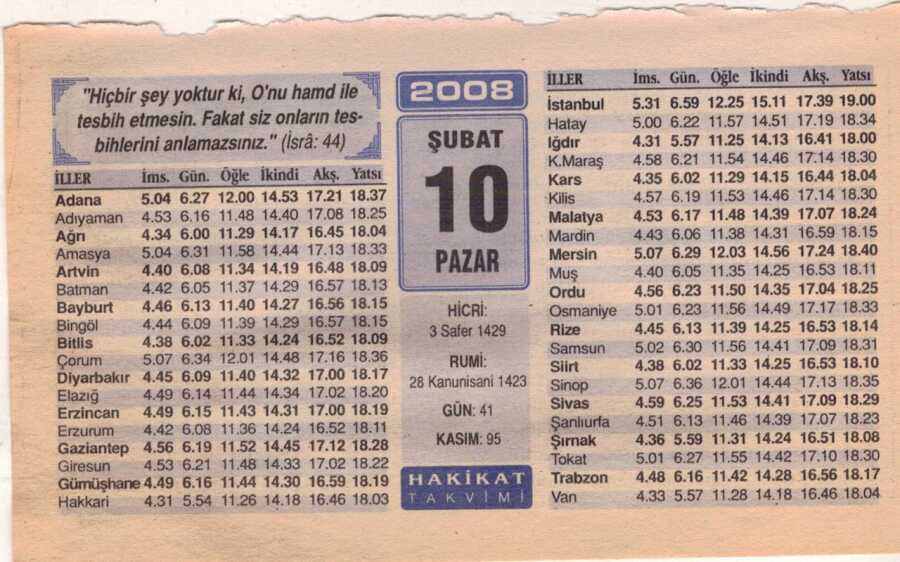 "Hiçbir şey yoktur ki, O'nu hamd ile
tesbih etmesin. Fakat siz onların tes-
bihlerini anlamazsınız." (İsrâ: 44)
İLLER İms. Gün. Öğle İkindi Akş. Yatsı
Adana 5.04 6.27 12.00 14.53 17.21 18.37
Adıyaman 4.53 6.16 11.48 14.40 17.08 18.25
Ağrı 4.34 6.00 11.29 14.17 16.45 18.04
Amasya 5.04 6.31 11.58 14.44 17.13 18.33
Artvin 4.40 6.08 11.34 14.19 16.48 18.09
Batman 4.42 6.05 11.37 14.29 16.57 18.13
Bayburt 4.46 6.13 11.40 14.27 16.56 18.15
Bingöl 4.44 6.09 11.39 14.29 16.57 18.15
Bitlis 4.38 6.02 11.33 14.24 16.52 18.09
Çorum 5.07 6.34 12.01 14.48 17.16 18.36
Diyarbakır 4.45 6.09 11.40 14.32 17.00 18.17
Elazığ 4.49 6.14 11.44 14.34 17.02 18.20
Erzincan 4.49 6.15 11.43 14.31 17.00 18.19
Erzurum 4.42 6.08 11.36 14.24 16.52 18.11
Gaziantep 4.56 6.19 11.52 14.45 17.12 18.28
Giresun 4.53 6.21 11.48 14.33 17.02 18.22
Gümüşhane 4.49 6.16 11.44 14.30 16.59 18.19
Hakkari 4.31 5.54 11.26 14.18 16.46 18.03
2008
ŞUBAT
10
PAZAR
HİCRİ:
3 Safer 1429
RUMİ:
28 Kanunisani 1423
GÜN: 41
KASIM: 95
HAKİKAT
TAKVİMİ
İLLER İms. Gün. Öğle İkindi Akş. Yatsı
İstanbul 5.31 6.59 12.25 15.11 17.39 19.00
Hatay 5.00 6.22 11.57 14.51 17.19 18.34
Iğdır 4.31 5.57 11.25 14.13 16.41 18.00
K.Maraş 4.58 6.21 11.54 14.46 17.14 18.30
Kars 4.35 6.02 11.29 14.15 16.44 18.04
Kilis 4.57 6.19 11.53 14.46 17.14 18.30
Malatya 4.53 6.17 11.48 14.39 17.07 18.24
Mardin 4.43 6.06 11.38 14.31 16.59 18.15
Mersin 5.07 6.29 12.03 14.56 17.24 18.40
Muş 4.40 6.05 11.35 14.25 16.53 18.11
Ordu 4.56 6.23 11.50 14.35 17.04 18.25
Osmaniye 5.01 6.23 11.56 14.49 17.17 18.33
Rize 4.45 6.13 11.39 14.25 16.53 18.14
Samsun 5.02 6.30 11.56 14.41 17.09 18.31
Siirt 4.38 6.02 11.33 14.25 16.53 18.10
Sinop 5.07 6.36 12.01 14.44 17.13 18.35
Sivas 4.59 6.25 11.53 14.41 17.09 18.29
Şanlıurfa 4.51 6.13 11.46 14.39 17.07 18.23
Şırnak 4.36 5.59 11.31 14.24 16.51 18.08
Tokat 5.01 6.27 11.55 14.42 17.10 18.30
Trabzon 4.48 6.16 11.42 14.28 16.56 18.17
Van 4.33 5.57 11.28 14.18 16.46 18.04